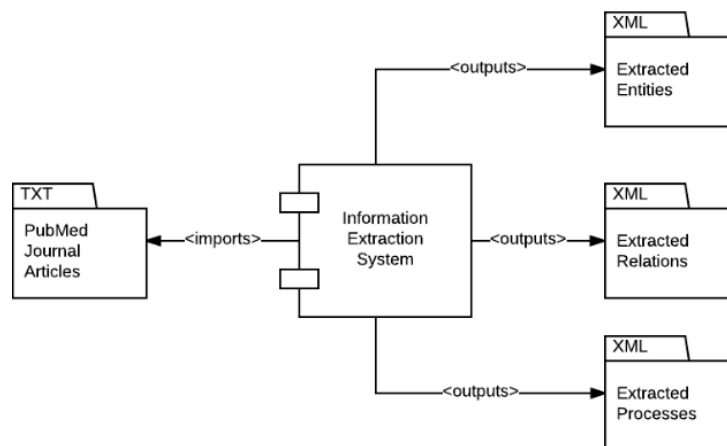 XML
Extracted
Entities
<outputs>
TXT
PubMed
Journal
Articles
<imports>
Information
Extraction
System
<outputs>
XML
Extracted
Relations
<outputs>
XML
Extracted
Processes